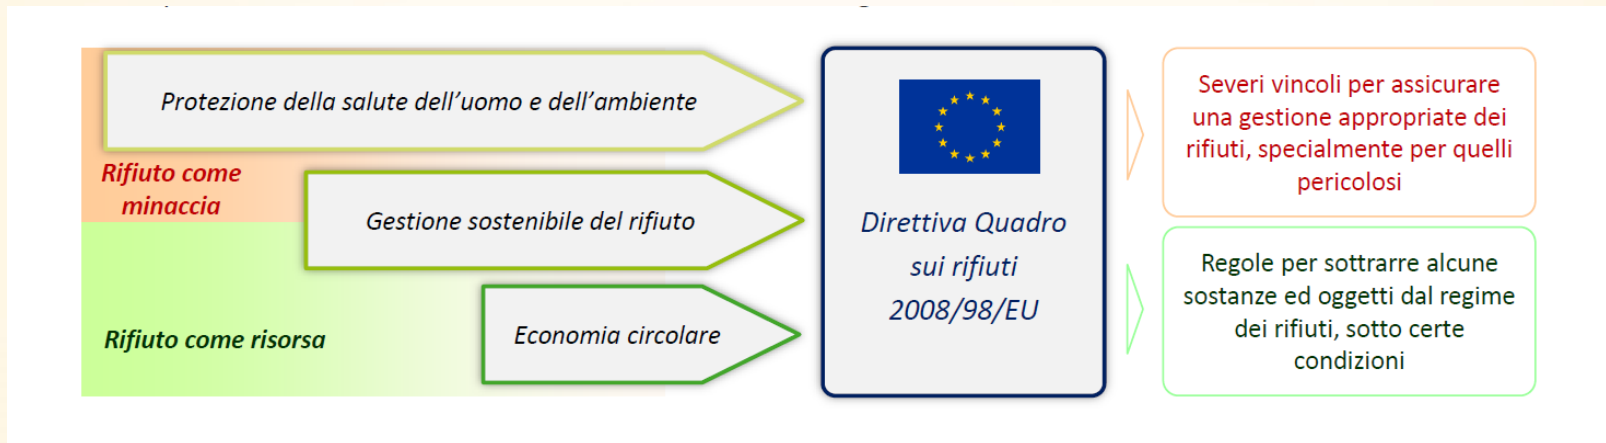 Protezione della salute dell’uomo e dell’ambiente
Rifiuto come
minaccia
Gestione sostenibile del rifiuto
Rifiuto come risorsa
Economia circolare
Direttiva Quadro
sui rifiuti
2008/98/EU
Severi vincoli per assicurare
una gestione appropriate dei
rifiuti, specialmente per quelli
pericolosi
Regole per sottrarre alcune
sostanze ed oggetti dal regime
dei rifiuti, sotto certe
condizioni